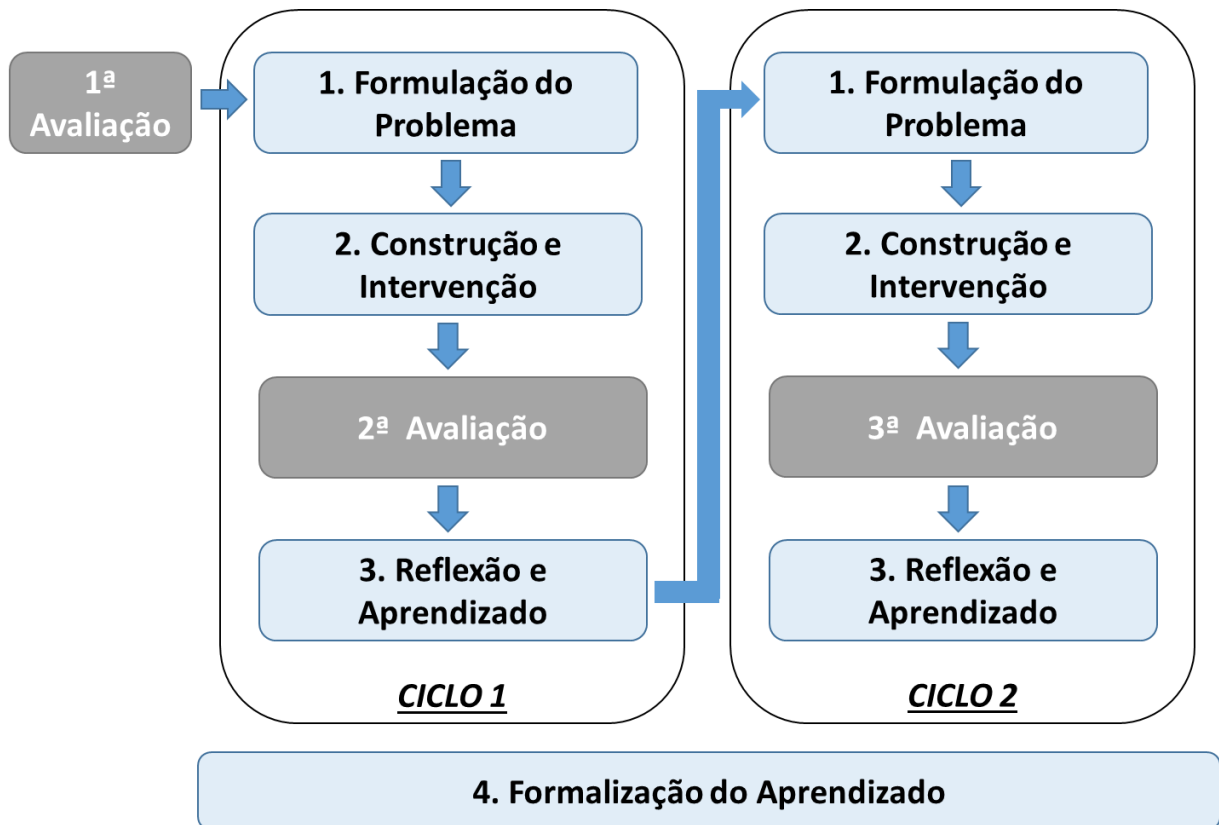 1ª
Avaliação
1. Formulação do
Problema
2. Construção e
Intervenção
2ª Avaliação
3. Reflexão e
Aprendizado
CICLO 1
1. Formulação do
Problema
2. Construção e
Intervenção
3ª Avaliação
3. Reflexão e
Aprendizado
CICLO 2
4. Formalização do Aprendizado